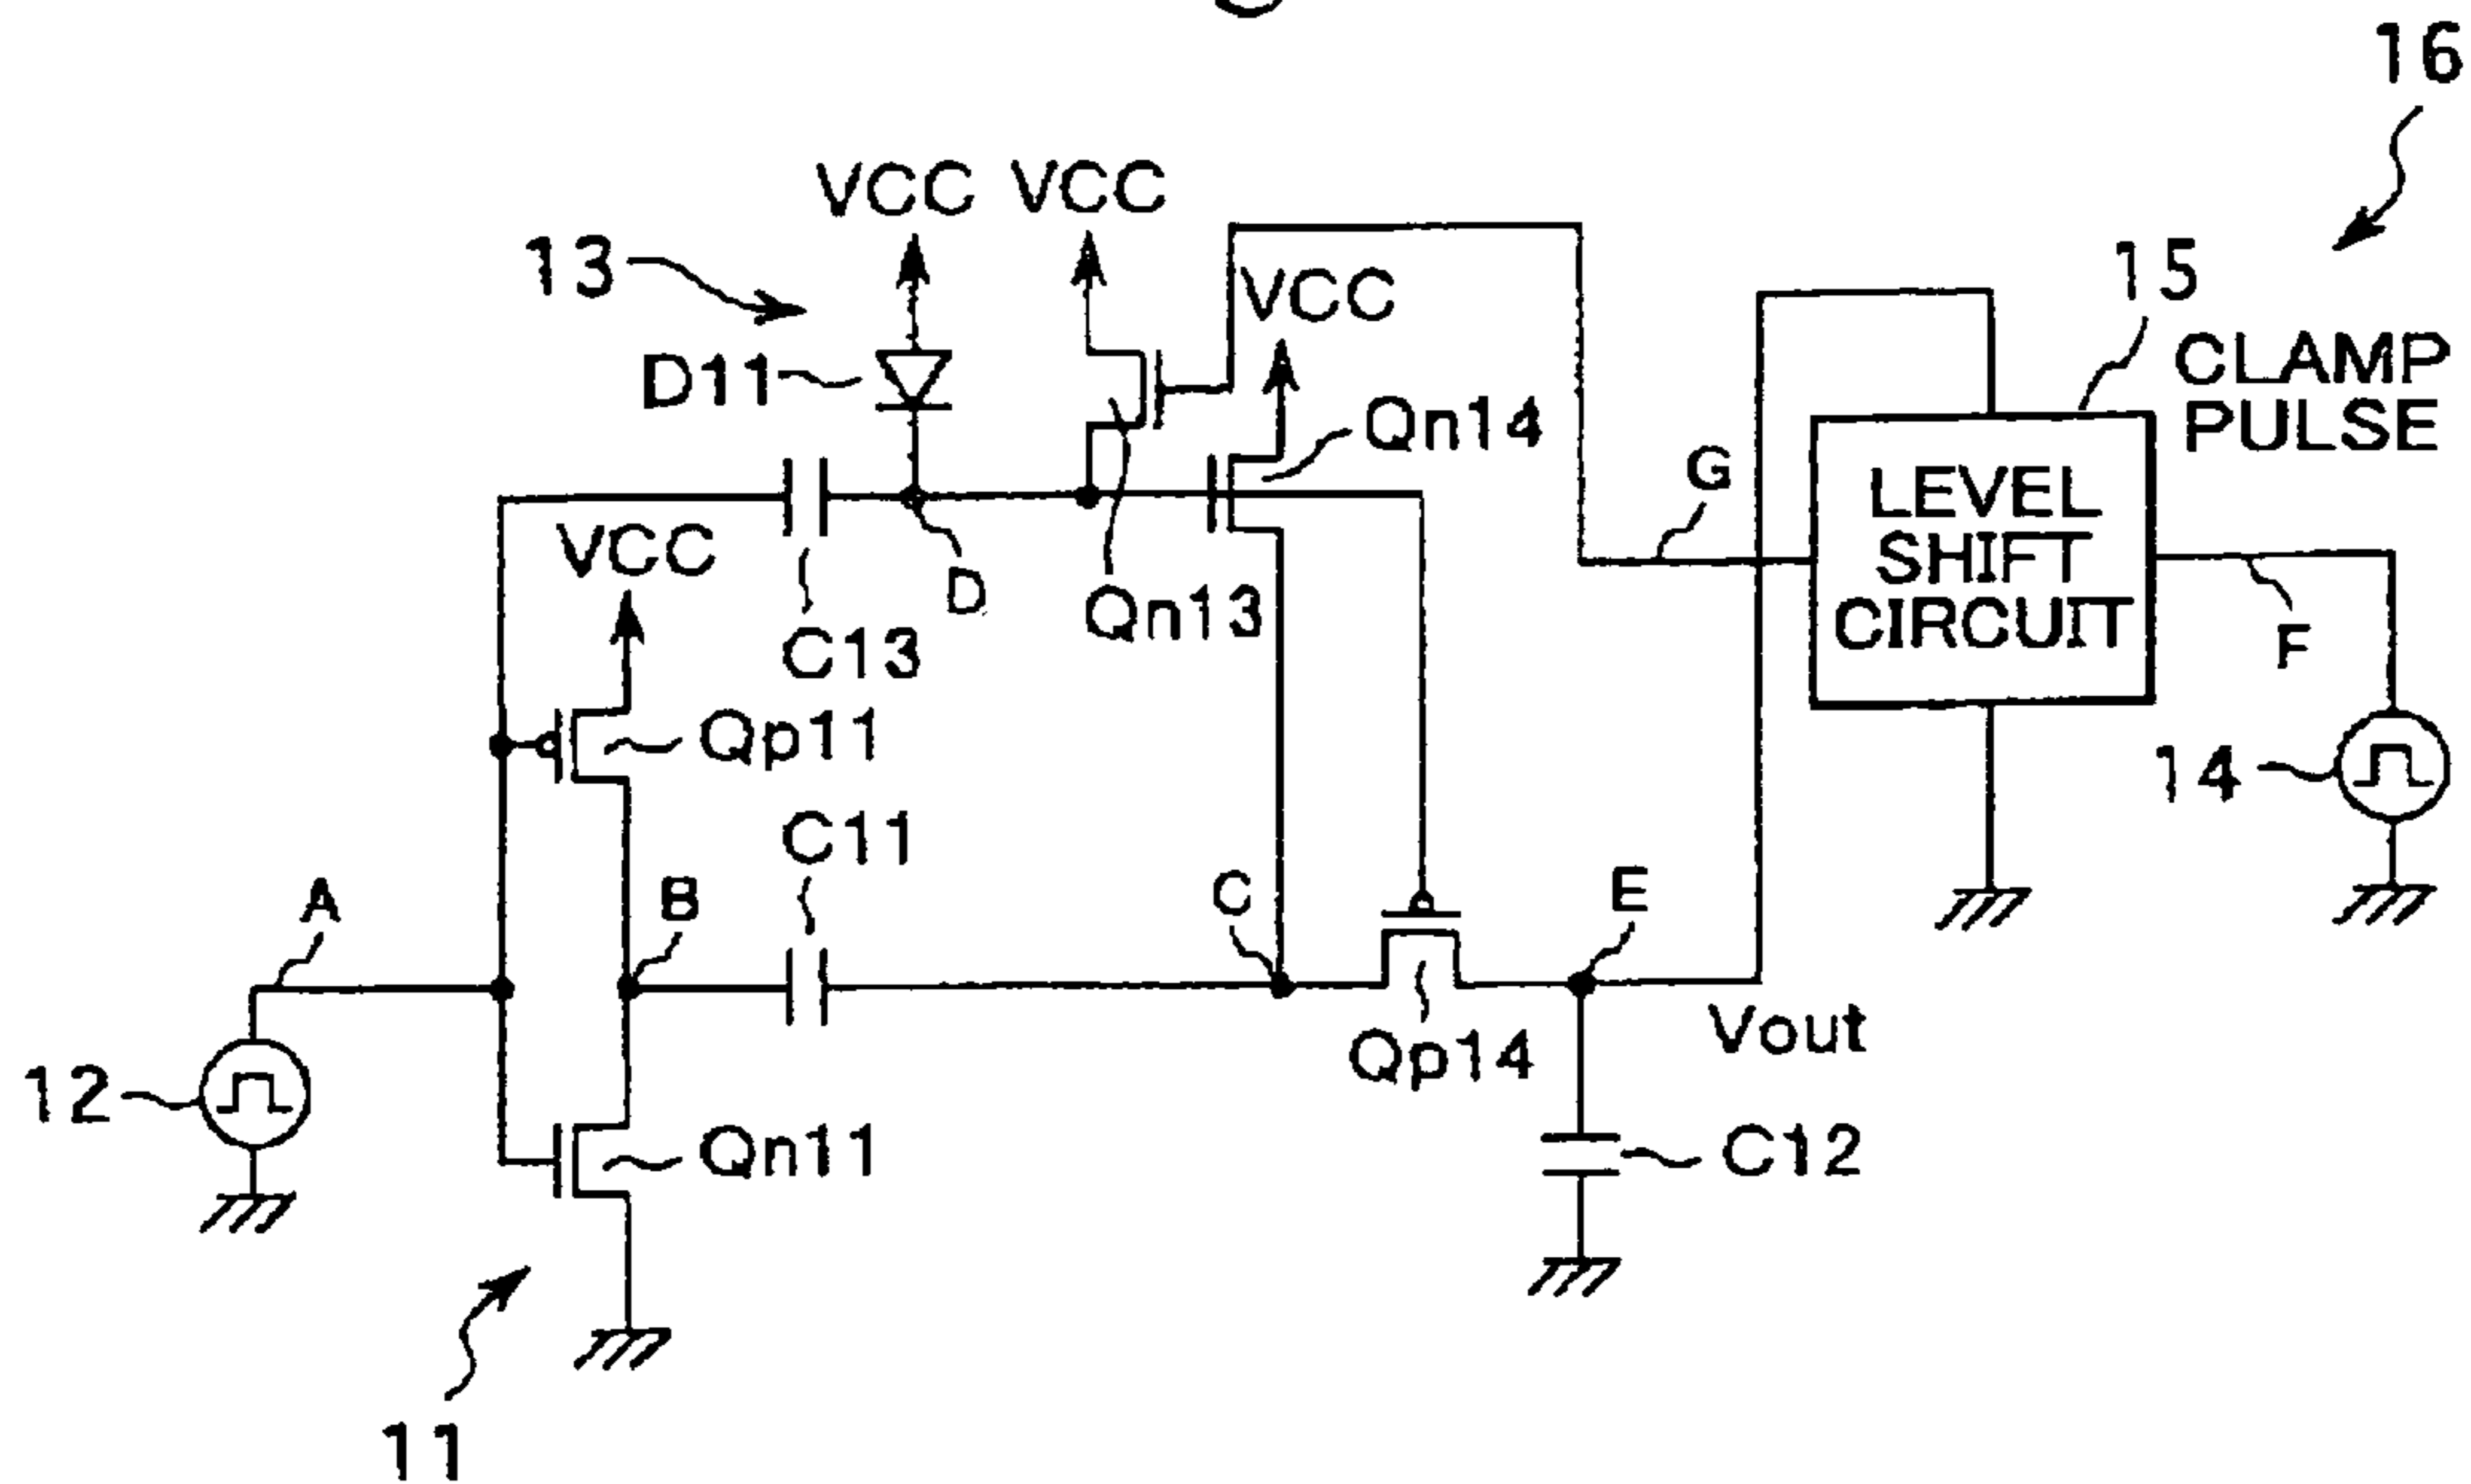 16
VCC
VCC
13
15
VCC
CLAMP
PULSE
D11
Qn14
G
LEVEL
SHIFT
CIRCUIT
VCC
D
Qn13
C13
F
Qp11
14
C11
A
B
C
E
Vout
Qp14
12
Qn11
C12
11